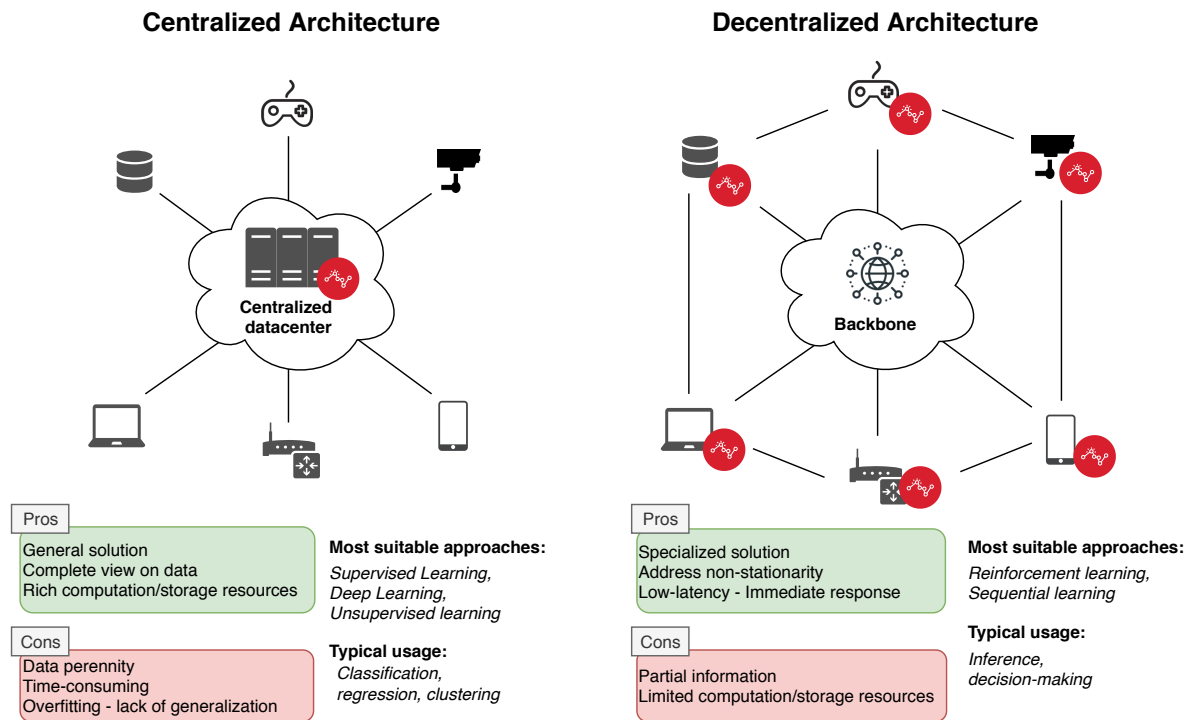 Centralized Architecture
Centralized
datacenter
Pros
General solution
Complete view on data
Rich computation/storage resources
Cons
Data perennity
Time-consuming
Overfitting - lack of generalization
Most suitable approaches:
Supervised Learning,
Deep Learning,
Unsupervised learning
Typical usage:
Classification,
regression, clustering
Decentralized Architecture
Backbone
Pros
Specialized solution
Address non-stationarity
Low-latency - Immediate response
Cons
Partial information
Limited computation/storage resources
Most suitable approaches:
Reinforcement learning,
Sequential learning
Typical usage:
Inference,
decision-making